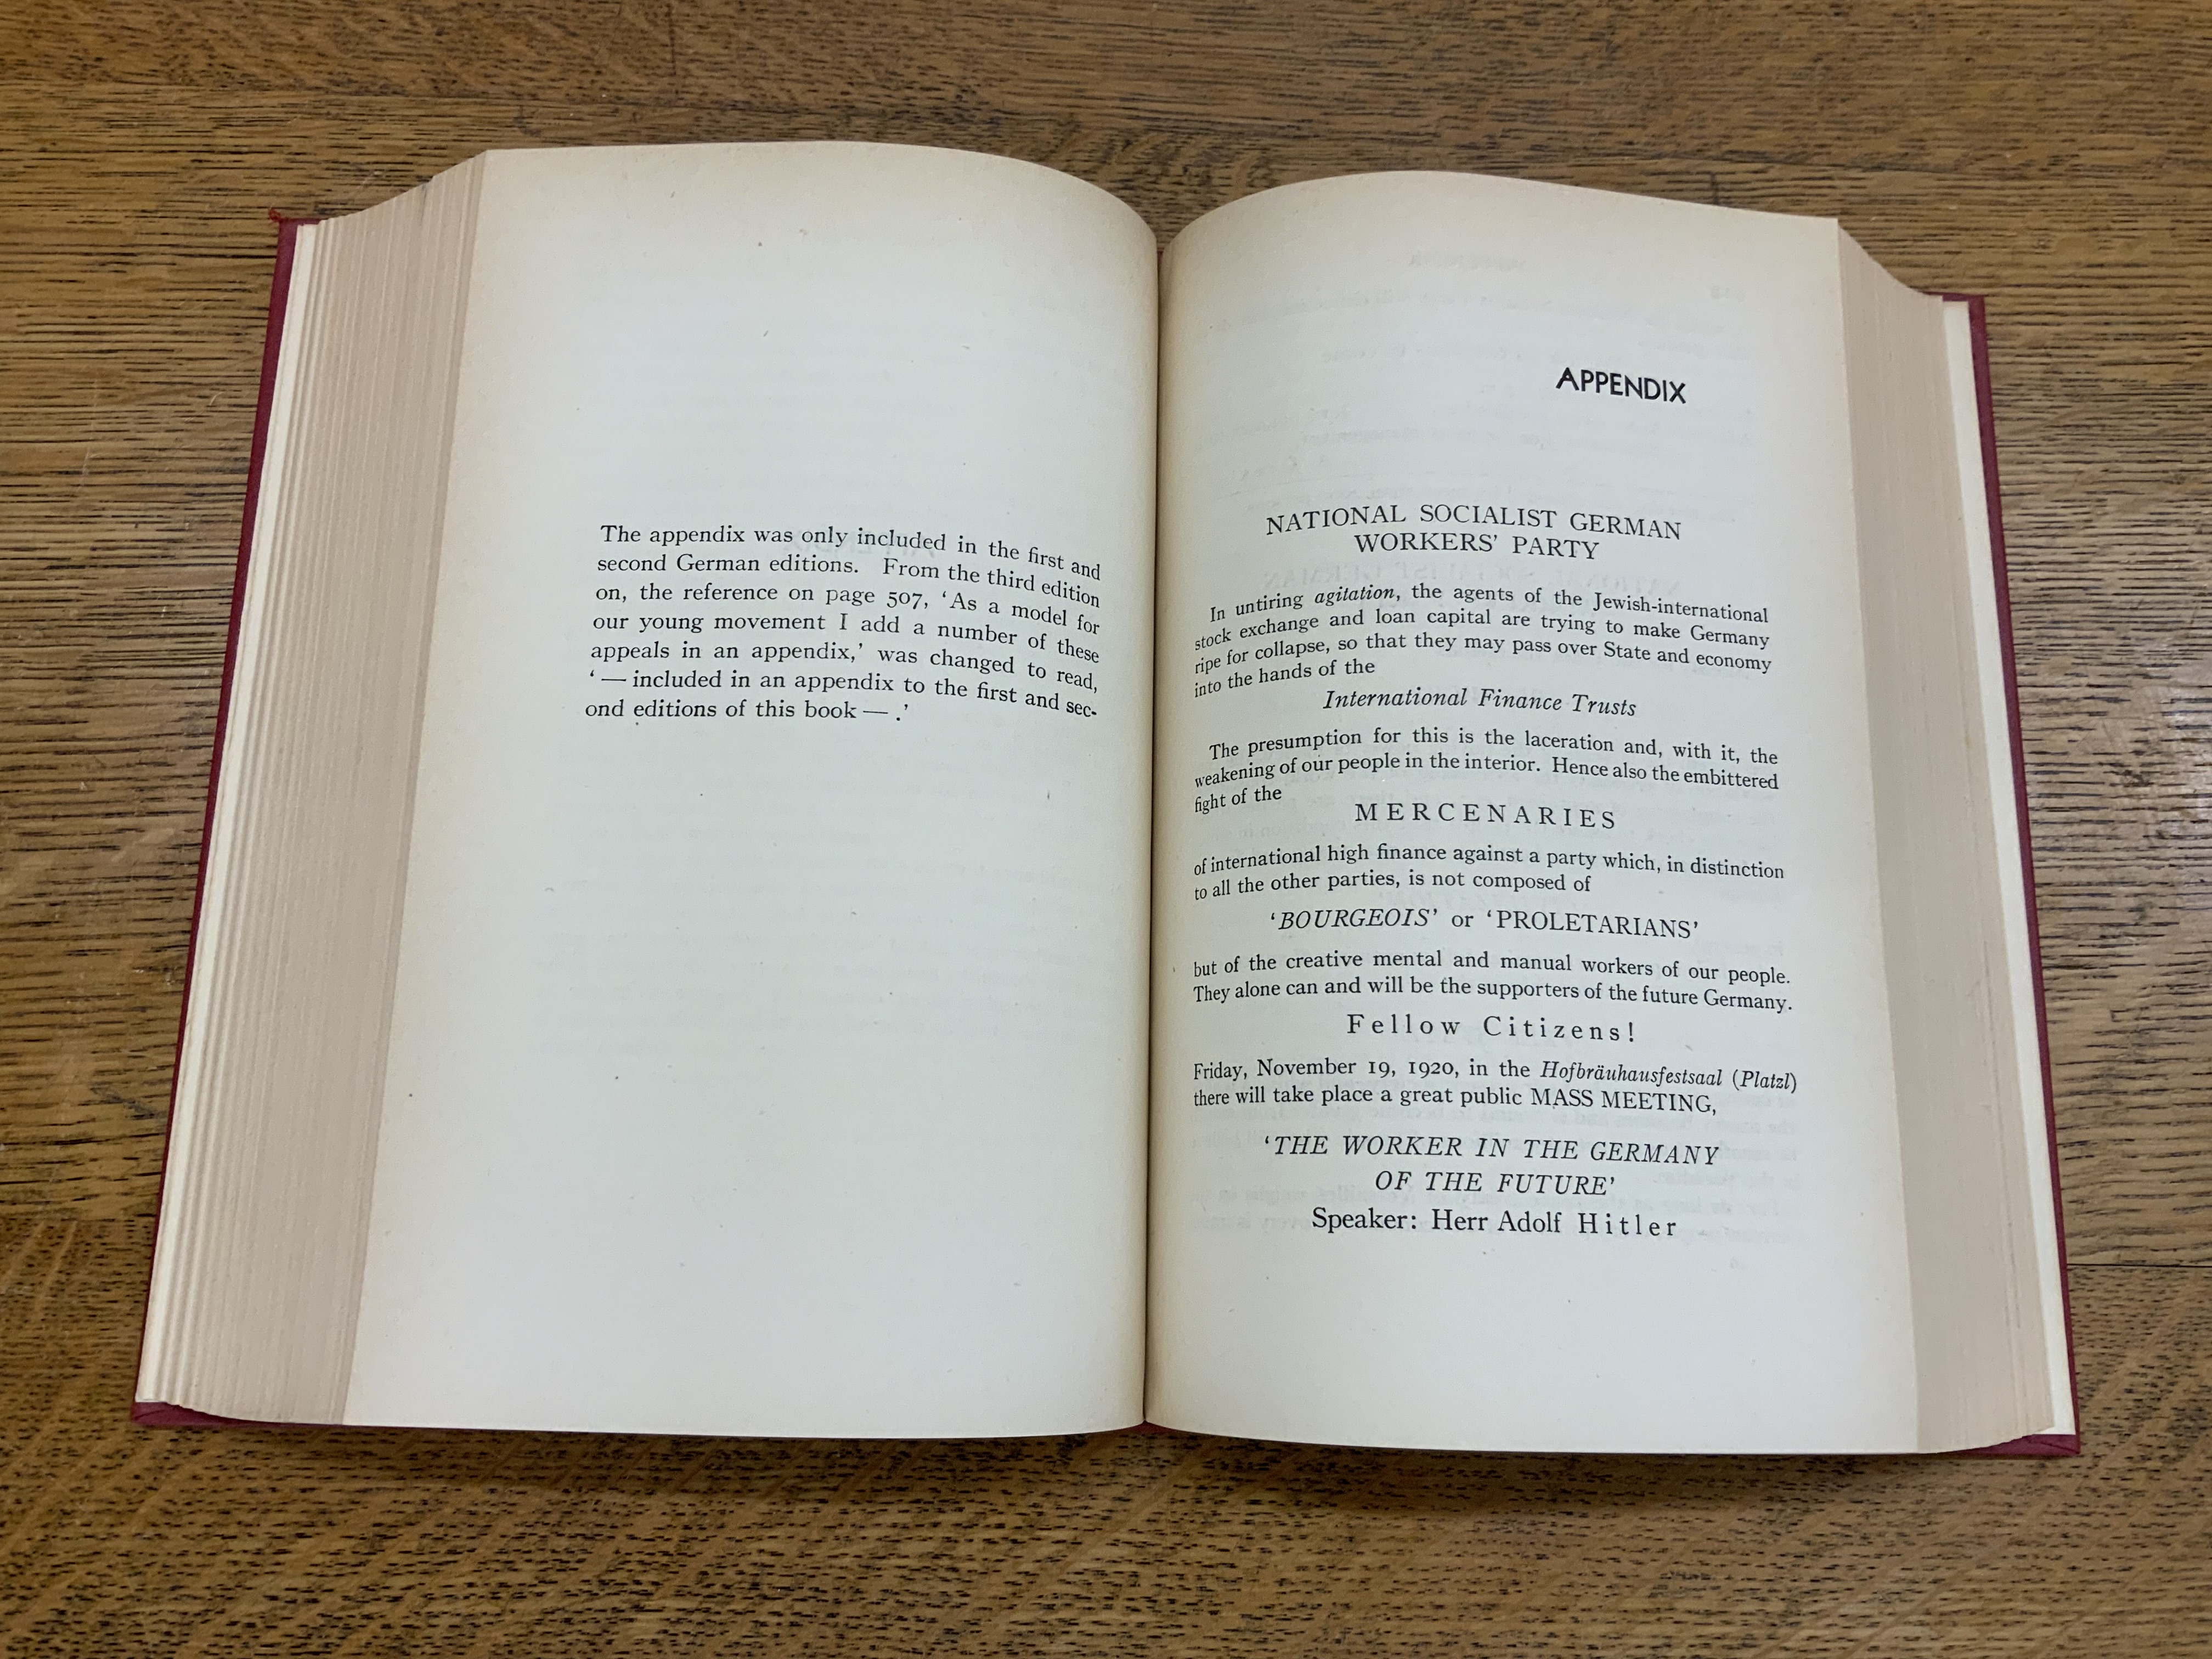 The appendix was only included in the first and
second German editions. From the third edition
on, the reference on page 507, ‘As a model for
our young movement I add a number of these
appeals in an appendix,’ was changed to read,
‘— included in an appendix to the first and sec-
ond editions of this book — .’
APPENDIX
NATIONAL SOCIALIST GERMAN
WORKERS’ PARTY
In untiring agitation, the agents of the Jewish-international
stock exchange and loan capital are trying to make Germany
ripe for collapse, so that they may pass over State and economy
into the hands of the
International Finance Trusts
The presumption for this is the laceration and, with it, the
weakening of our people in the interior. Hence also the embittered
fight of the
MERCENARIES
of international high finance against a party which, in distinction
to all the other parties, is not composed of
‘BOURGEOIS’ or ‘PROLETARIANS’
but of the creative mental and manual workers of our people.
They alone can and will be the supporters of the future Germany.
Fellow Citizens!
Friday, November 19, 1920, in the Hofbräuhausfestsaal (Platzl)
there will take place a great public MASS MEETING,
‘THE WORKER IN THE GERMANY
OF THE FUTURE’
Speaker: Herr Adolf Hitler